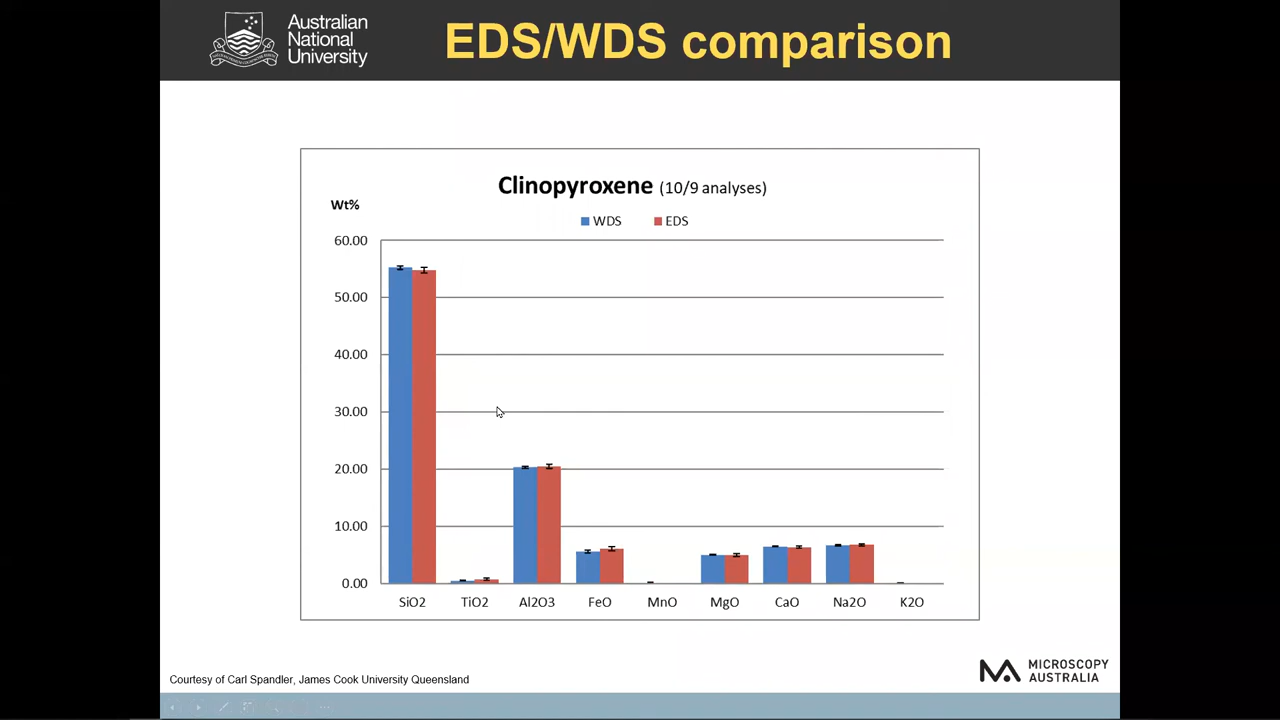 Australian
National
University
EDS/WDS comparison
Clinopyroxene (10/9 analyses)
Wt%
WDS EDS
60.00
50.00
40.00
30.00
20.00
10.00
0.00
SiO2 TiO2 Al2O3 FeO MnO MgO CaO Na2O K2O
Courtesy of Carl Spandler, James Cook University Queensland
MICROSCOPY
AUSTRALIA